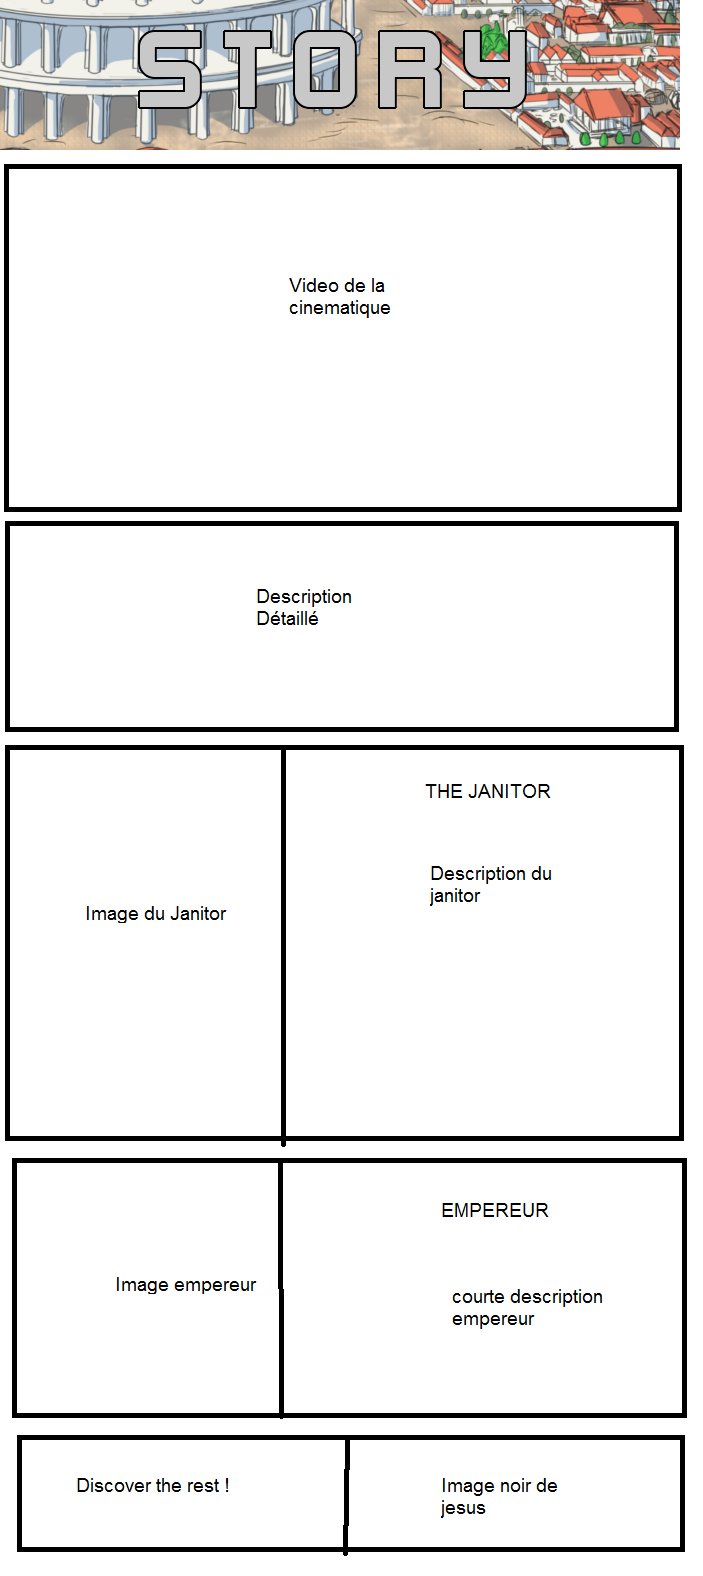 STORY
Video de la
cinematique
Description
Détaillé
THE JANITOR
Description du
janitor
Image du Janitor
EMPEREUR
Image empereur
courte description
empereur
Discover the rest !
Image noir de
jesus